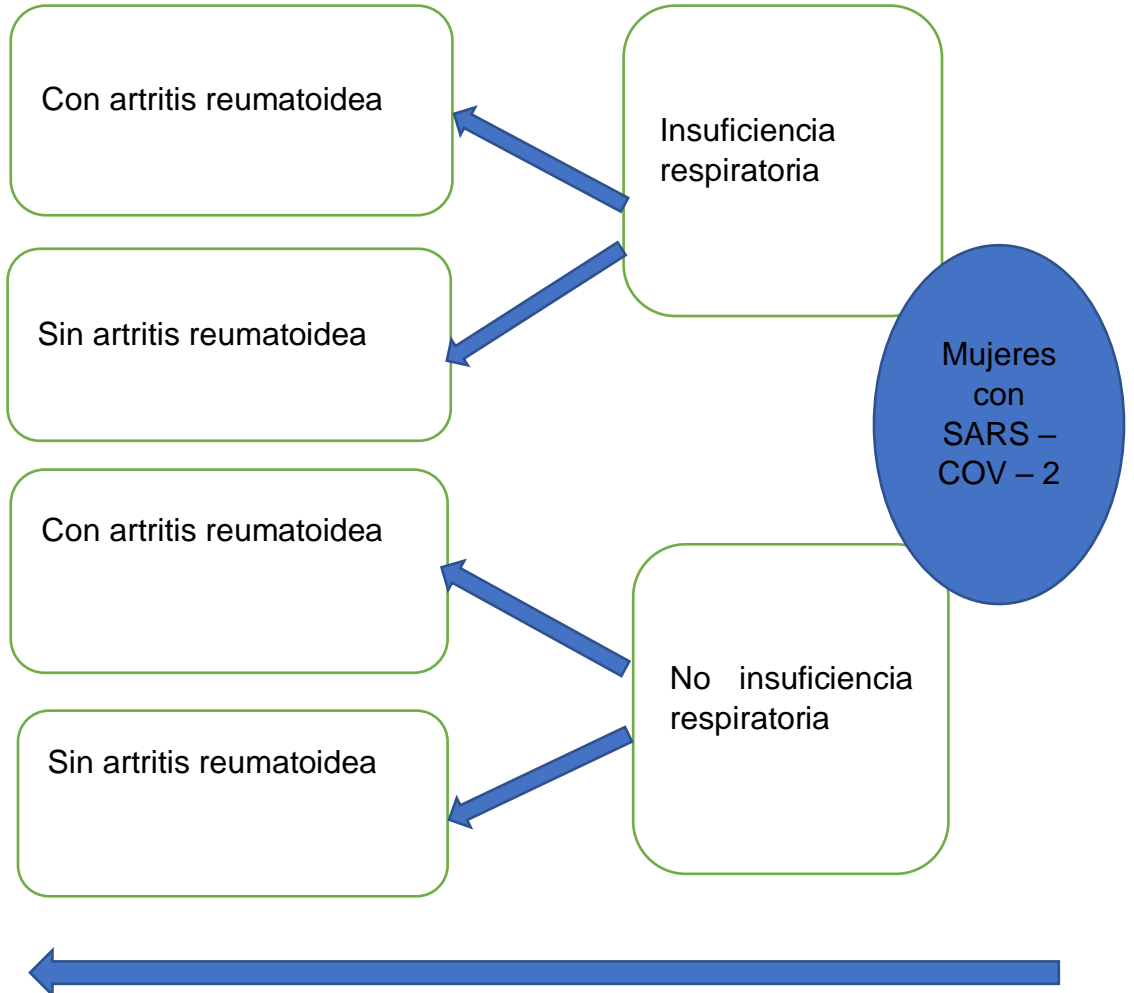 Con artritis reumatoidea
Insuficiencia
respiratoria
Sin artritis reumatoidea
Mujeres
con
SARS –
COV – 2
Con artritis reumatoidea
No insuficiencia
respiratoria
Sin artritis reumatoidea